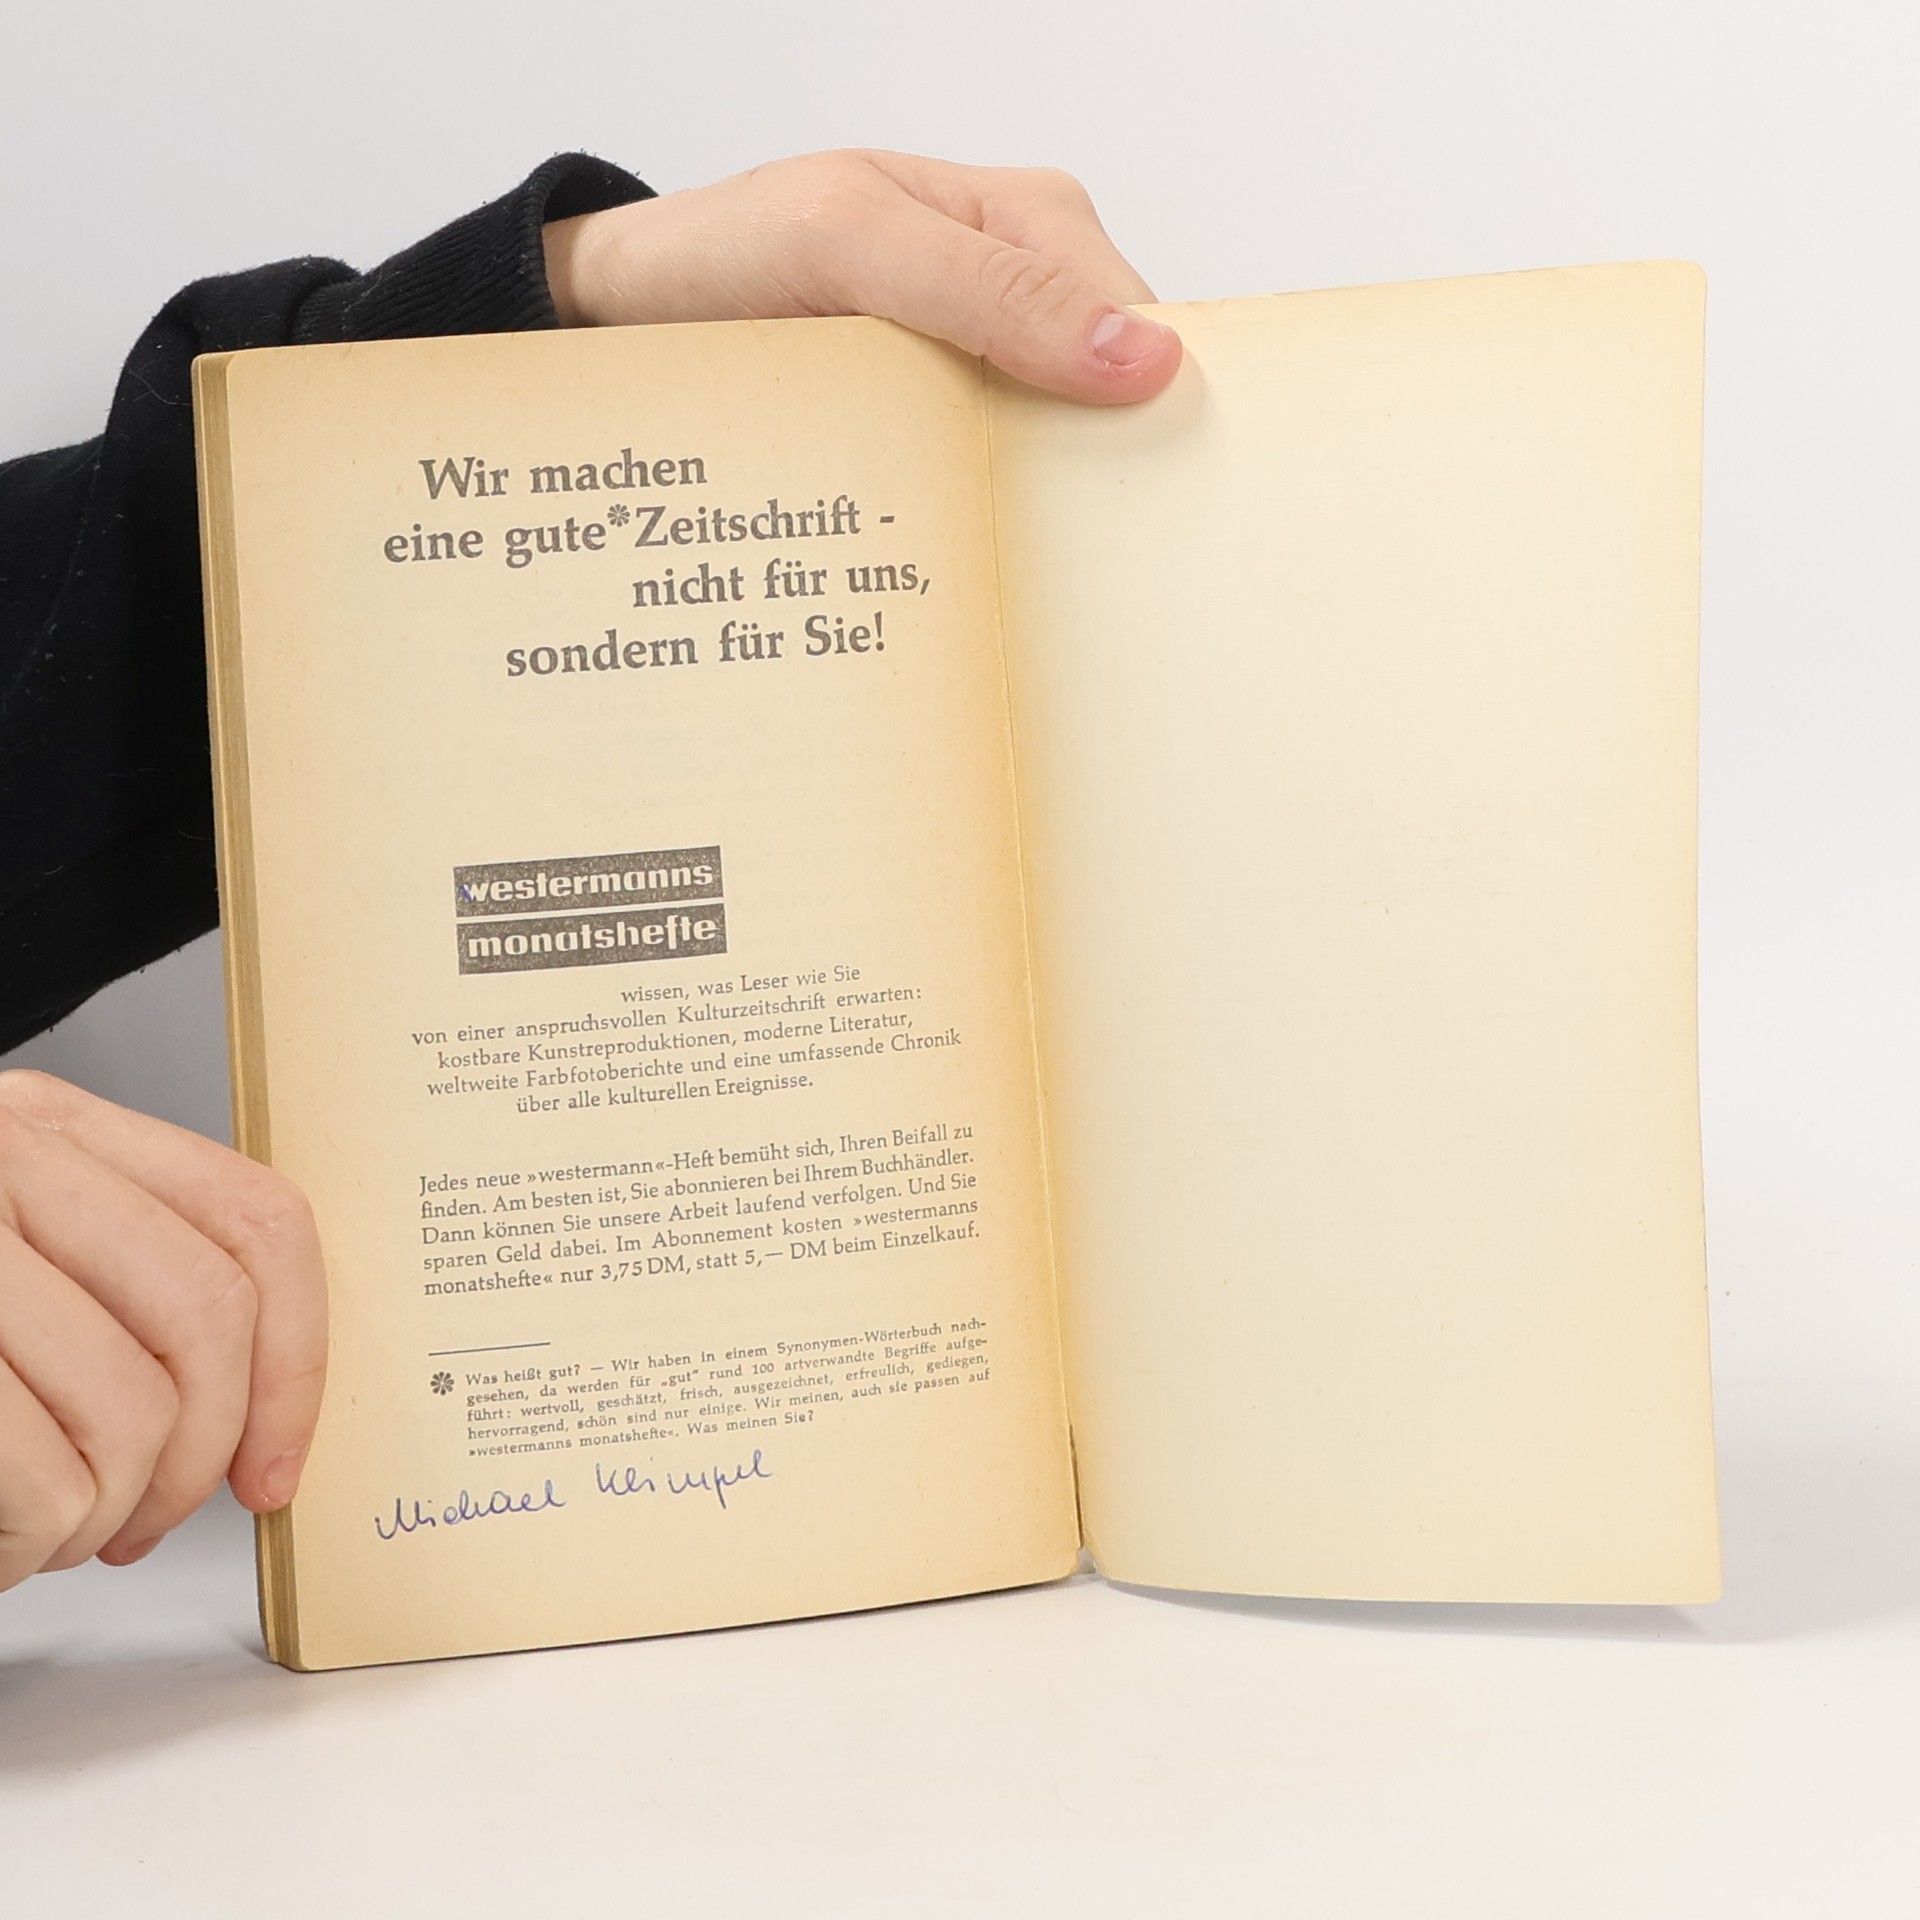 Wir machen
eine gute*Zeitschrift -
nicht für uns,
sondern für Sie!
westermanns
monatshefte
wissen, was Leser wie Sie
von einer anspruchsvollen Kulturzeitschrift erwarten:
kostbare Kunstreproduktionen, moderne Literatur,
weltweite Farbfotoberichte und eine umfassende Chronik
über alle kulturellen Ereignisse.
Jedes neue »westermann«-Heft bemüht sich, Ihren Beifall zu
finden. Am besten ist, Sie abonnieren bei Ihrem Buchhändler.
Dann können Sie unsere Arbeit laufend verfolgen. Und Sie
sparen Geld dabei. Im Abonnement kosten »westermanns
monatshefte« nur 3,75 DM, statt 5,— DM beim Einzelkauf.
* Was heißt gut? — Wir haben in einem Synonymen-Wörterbuch nach-
gesehen, da werden für „gut" rund 100 artverwandte Begriffe aufge-
führt: wertvoll, geschätzt, frisch, ausgezeichnet, erfreulich, gediegen,
hervorragend, schön sind nur einige. Wir meinen, auch sie passen auf
»westermanns monatshefte«. Was meinen Sie?
Michael Klimpel